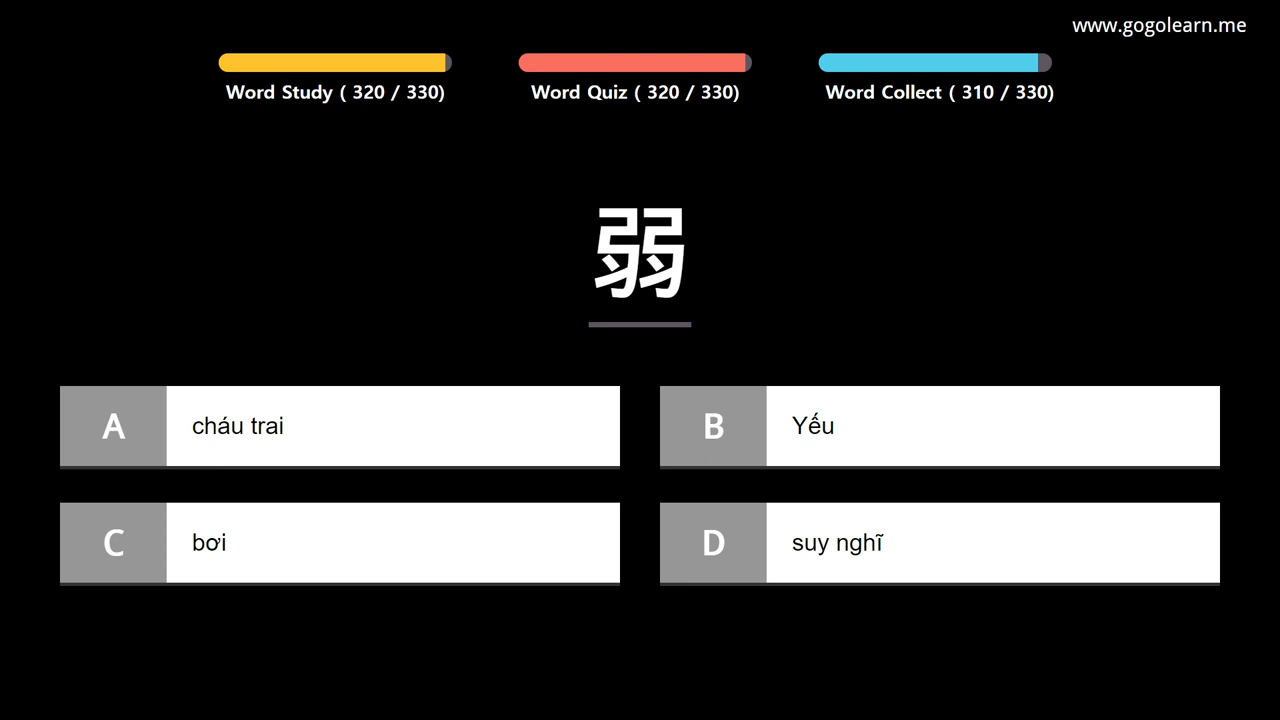 www.gogolearn.me
Word Study ( 320 / 330)
Word Quiz ( 320 / 330)
Word Collect ( 310 / 330)
弱
A cháu trai
B Yếu
C bơi
D suy nghĩ